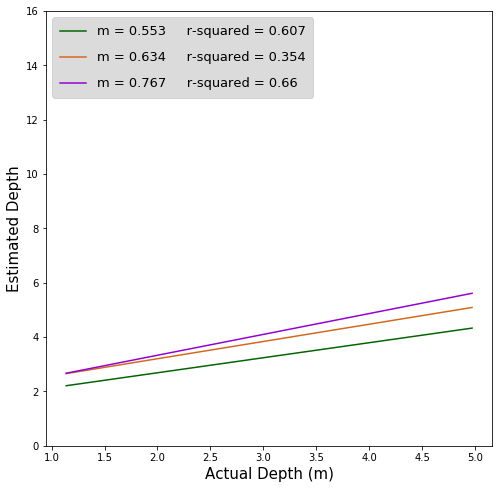 m = 0.553 r-squared = 0.607
m = 0.634 r-squared = 0.354
m = 0.767 r-squared = 0.66
16
14
12
10
8
6
4
2
0
Estimated Depth
1.0 1.5 2.0 2.5 3.0 3.5 4.0 4.5 5.0
Actual Depth (m)